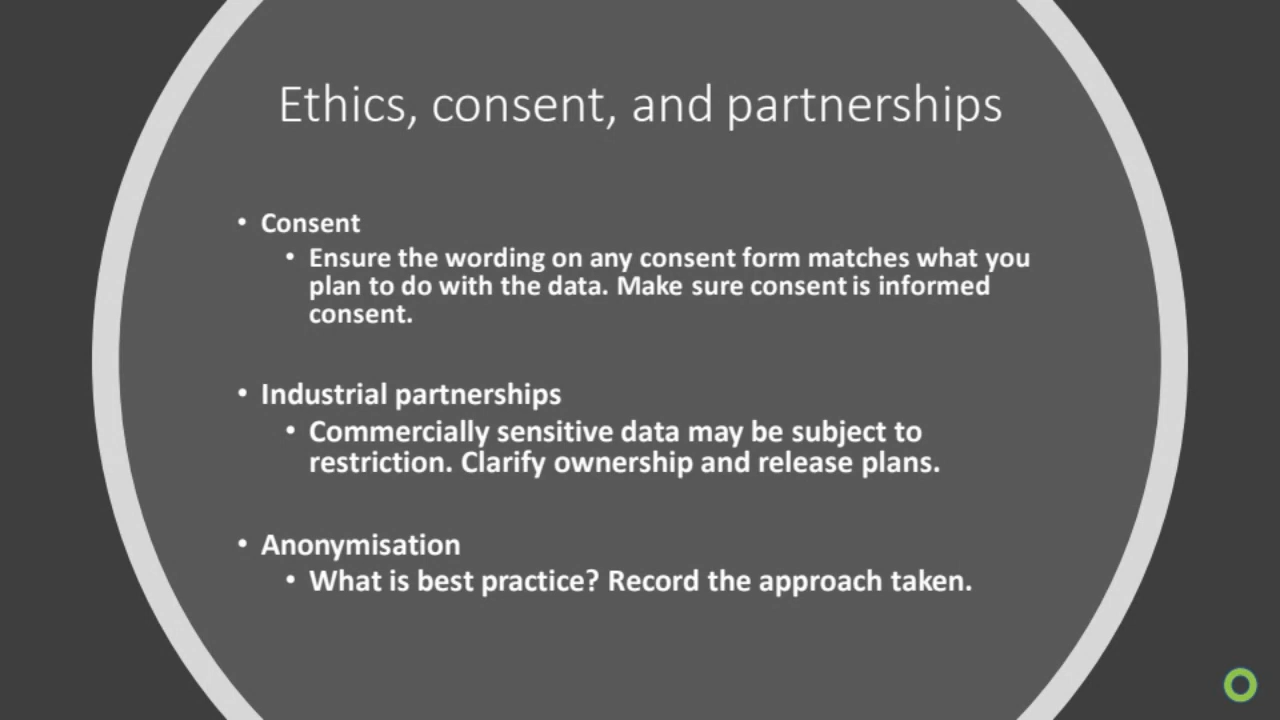 Ethics, consent, and partnerships
• Consent
• Ensure the wording on any consent form matches what you
plan to do with the data. Make sure consent is informed
consent.
• Industrial partnerships
• Commercially sensitive data may be subject to
restriction. Clarify ownership and release plans.
• Anonymisation
• What is best practice? Record the approach taken.